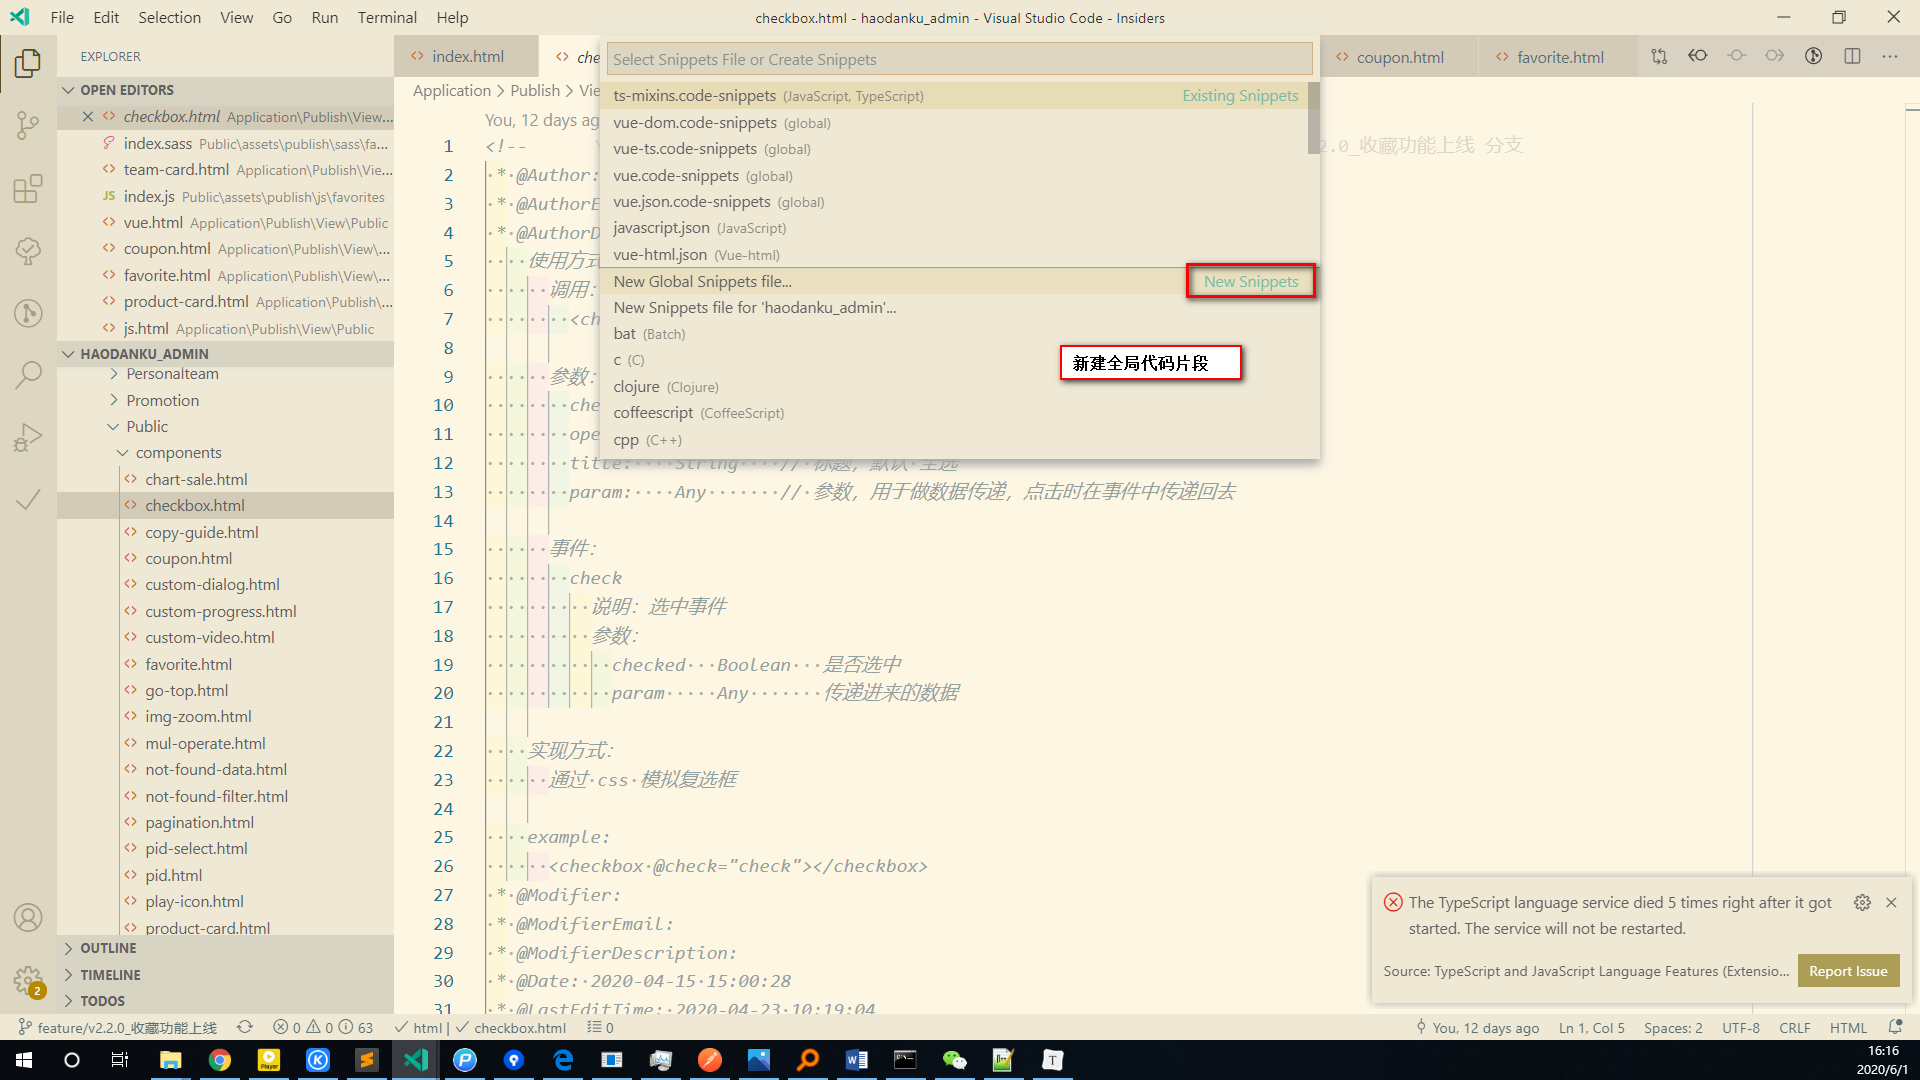 File Edit Selection View Go Run Terminal Help
checkbox.html - haodanku_admin - Visual Studio Code - Insiders
EXPLORER
OPEN EDITORS
checkbox.html Application\Publish\View...
index.sass Public\assets\publish\sass\fa...
team-card.html Application\Publish\Vie...
JS index.js Public\assets\publish\js\favorites
vue.html Application\Publish\View\Public
coupon.html Application\Publish\View\...
favorite.html Application\Publish\View\...
product-card.html Application\Publish\...
js.html Application\Publish\View\Public
HAODANKU_ADMIN
Personalteam
Promotion
Public
components
chart-sale.html
checkbox.html
copy-guide.html
coupon.html
custom-dialog.html
custom-progress.html
custom-video.html
favorite.html
go-top.html
img-zoom.html
mul-operate.html
not-found-data.html
not-found-filter.html
pagination.html
pid-select.html
pid.html
play-icon.html
product-card.html
OUTLINE
TIMELINE
TODOS
2
index.html
che
coupon.html
favorite.html
Application > Publish > Vie
Select Snippets File or Create Snippets
ts-mixins.code-snippets (JavaScript, TypeScript) Existing Snippets
vue-dom.code-snippets (global)
vue-ts.code-snippets (global)
vue.code-snippets (global)
vue.json.code-snippets (global)
javascript.json (JavaScript)
vue-html.json (Vue-html)
New Global Snippets file... New Snippets
New Snippets file for 'haodanku_admin'...
bat (Batch)
c (C)
clojure (Clojure)
coffeescript (CoffeeScript)
cpp (C++)
新建全局代码片段
You, 12 days ag
1 <!-- 2.0_收藏功能上线 分支
2 * @Author:
3 * @AuthorE
4 * @AuthorD
5 ····使用方式
6 ······调用:
7 ········<ch
8
9 ······参数:
10 ········che
11 ········ope
12 ········title:····String····//·标题, 默认·全选
13 ········param:····Any·······//·参数, 用于做数据传递, 点击时在事件中传递回去
14
15 ······事件:
16 ········check
17 ··········说明: 选中事件
18 ··········参数:
19 ············checked···Boolean···是否选中
20 ············param·····Any·······传递进来的数据
21
22 ····实现方式:
23 ······通过·css·模拟复选框
24
25 ····example:
26 ······<checkbox·@check="check"></checkbox>
27 ·*·@Modifier:
28 ·*·@ModifierEmail:
29 ·*·@ModifierDescription:
30 ·*·@Date:·2020-04-15·15:00:28
31 ·*·@LastEditTime:·2020-04-23·10:19:04
The TypeScript language service died 5 times right after it got
started. The service will not be restarted.
Source: TypeScript and JavaScript Language Features (Extensio...
Report Issue
feature/v2.2.0_收藏功能上线 0 0 63 html | checkbox.html 0
You, 12 days ago Ln 1, Col 5 Spaces: 2 UTF-8 CRLF HTML
16:16
2020/6/1